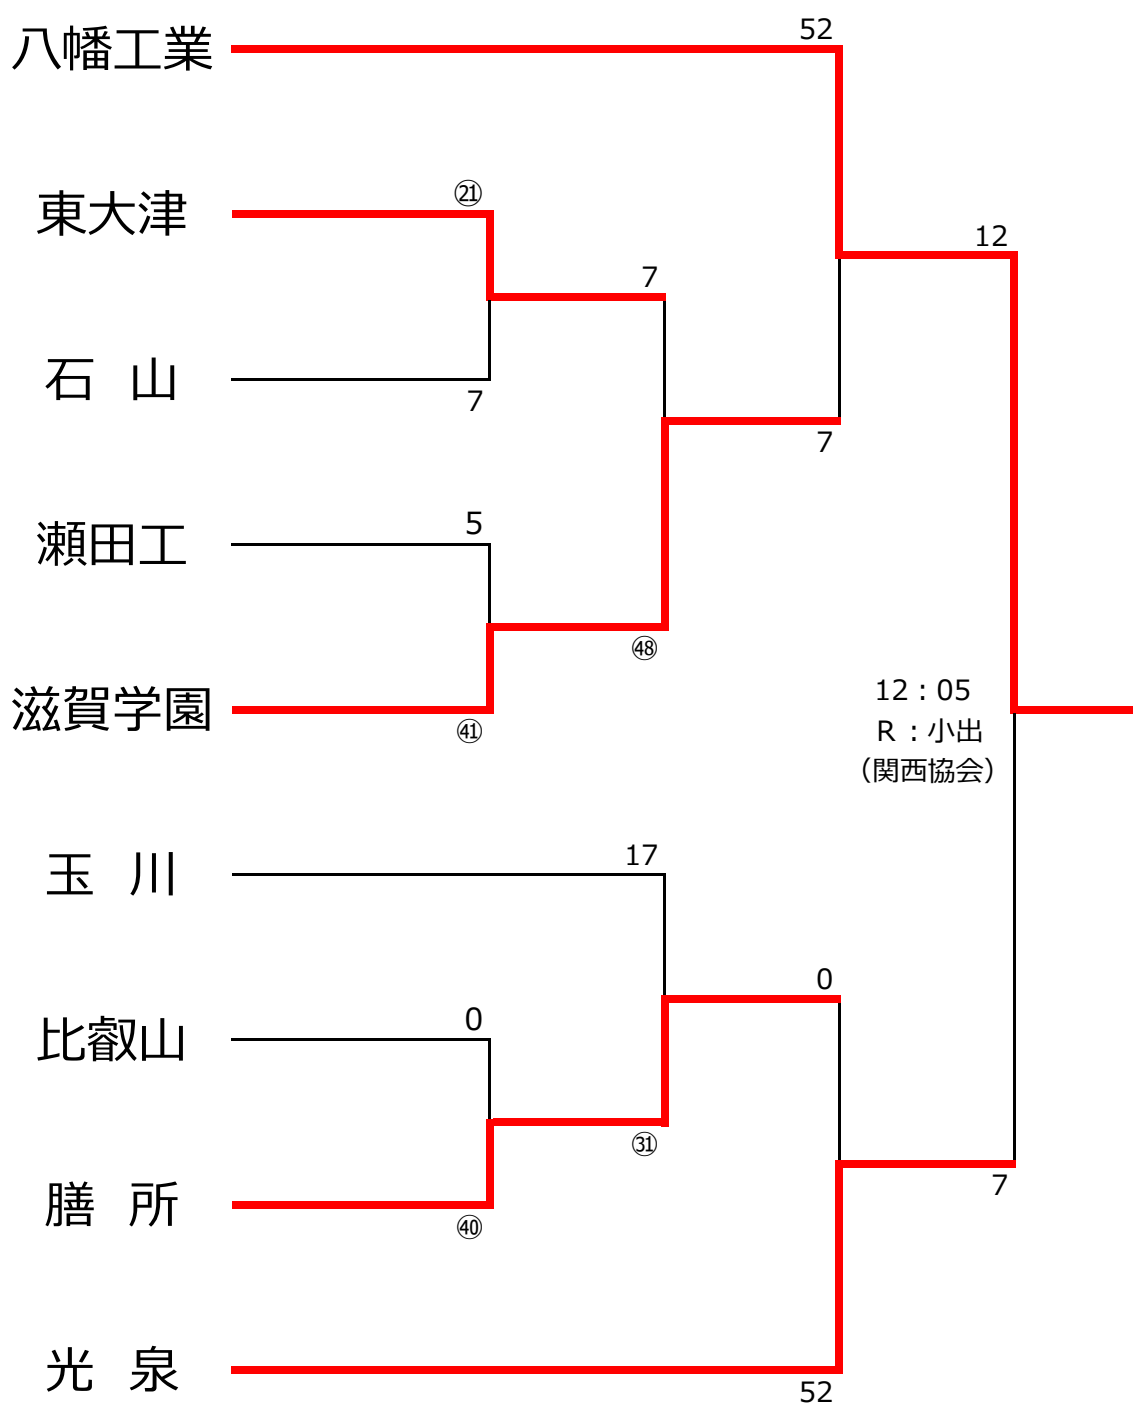 52
八幡工業
㉑
東大津
12
7
石 山
7
7
5
瀬田工
㊽
滋賀学園
㊶
12：05
R：小出
（関西協会）
17
玉 川
0
0
比叡山
㉛
7
膳 所
㊵
光 泉
52